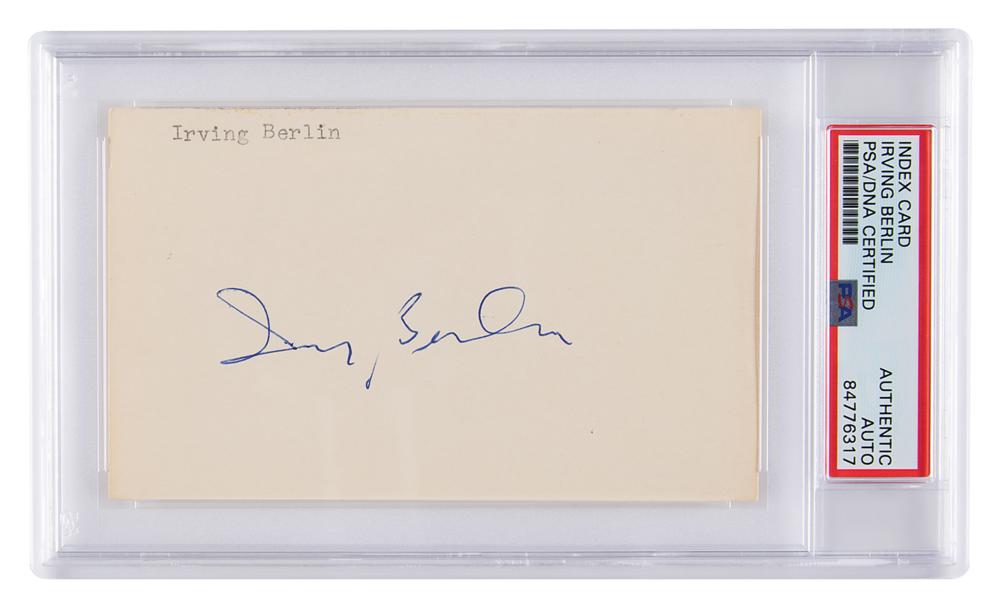 Irving Berlin
Irving Berlin
INDEX CARD
IRVING BERLIN
PSA/DNA CERTIFIED
PSA
AUTHENTIC
AUTO
84776317